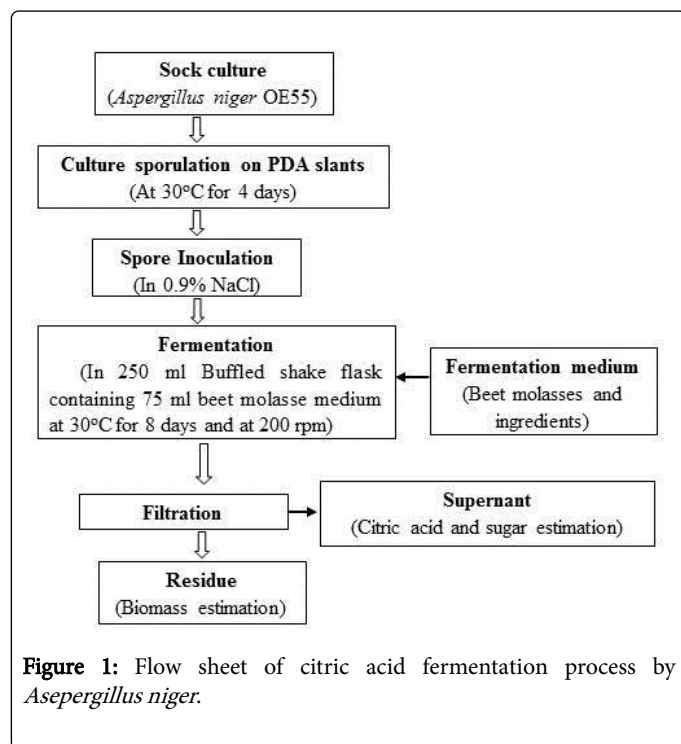 Sock culture
(Aspergillus niger OE55)
Culture sporulation on PDA slants
(At 30°C for 4 days)
Spore Inoculation
(In 0.9% NaCl)
Fermentation
(In 250 ml Buffled shake flask
containing 75 ml beet molasse medium
at 30°C for 8 days and at 200 rpm)
Fermentation medium
(Beet molasses and
ingredients)
Filtration
Supernant
(Citric acid and sugar estimation)
Residue
(Biomass estimation)
Figure 1: Flow sheet of citric acid fermentation process by
Asepergillus niger.